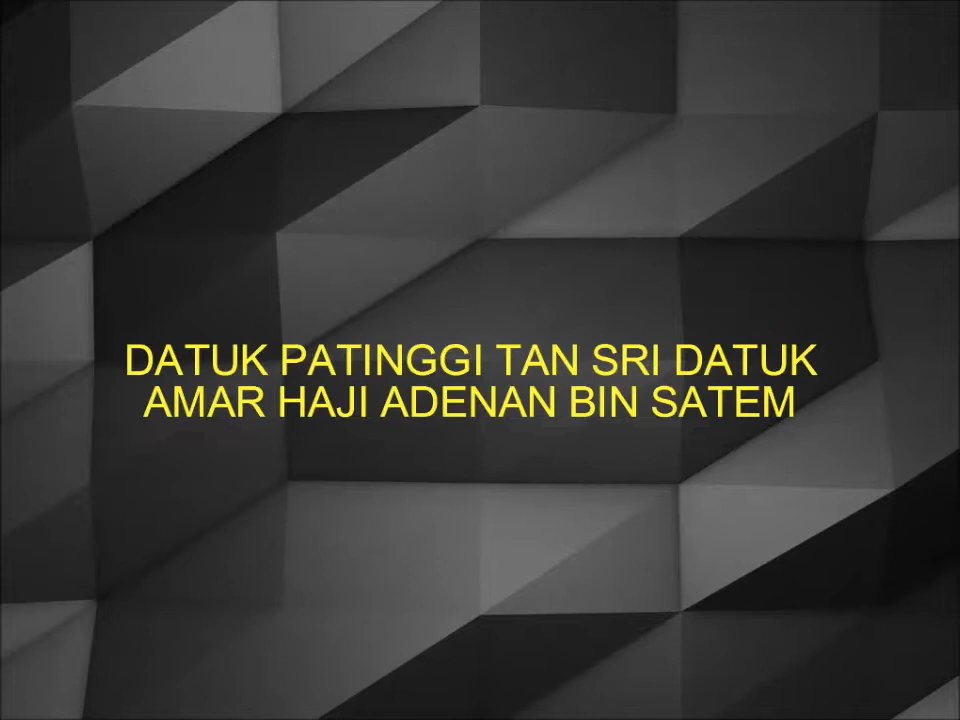 DATUK PATINGGI TAN SRI DATUK
AMAR HAJI ADENAN BIN SATEM